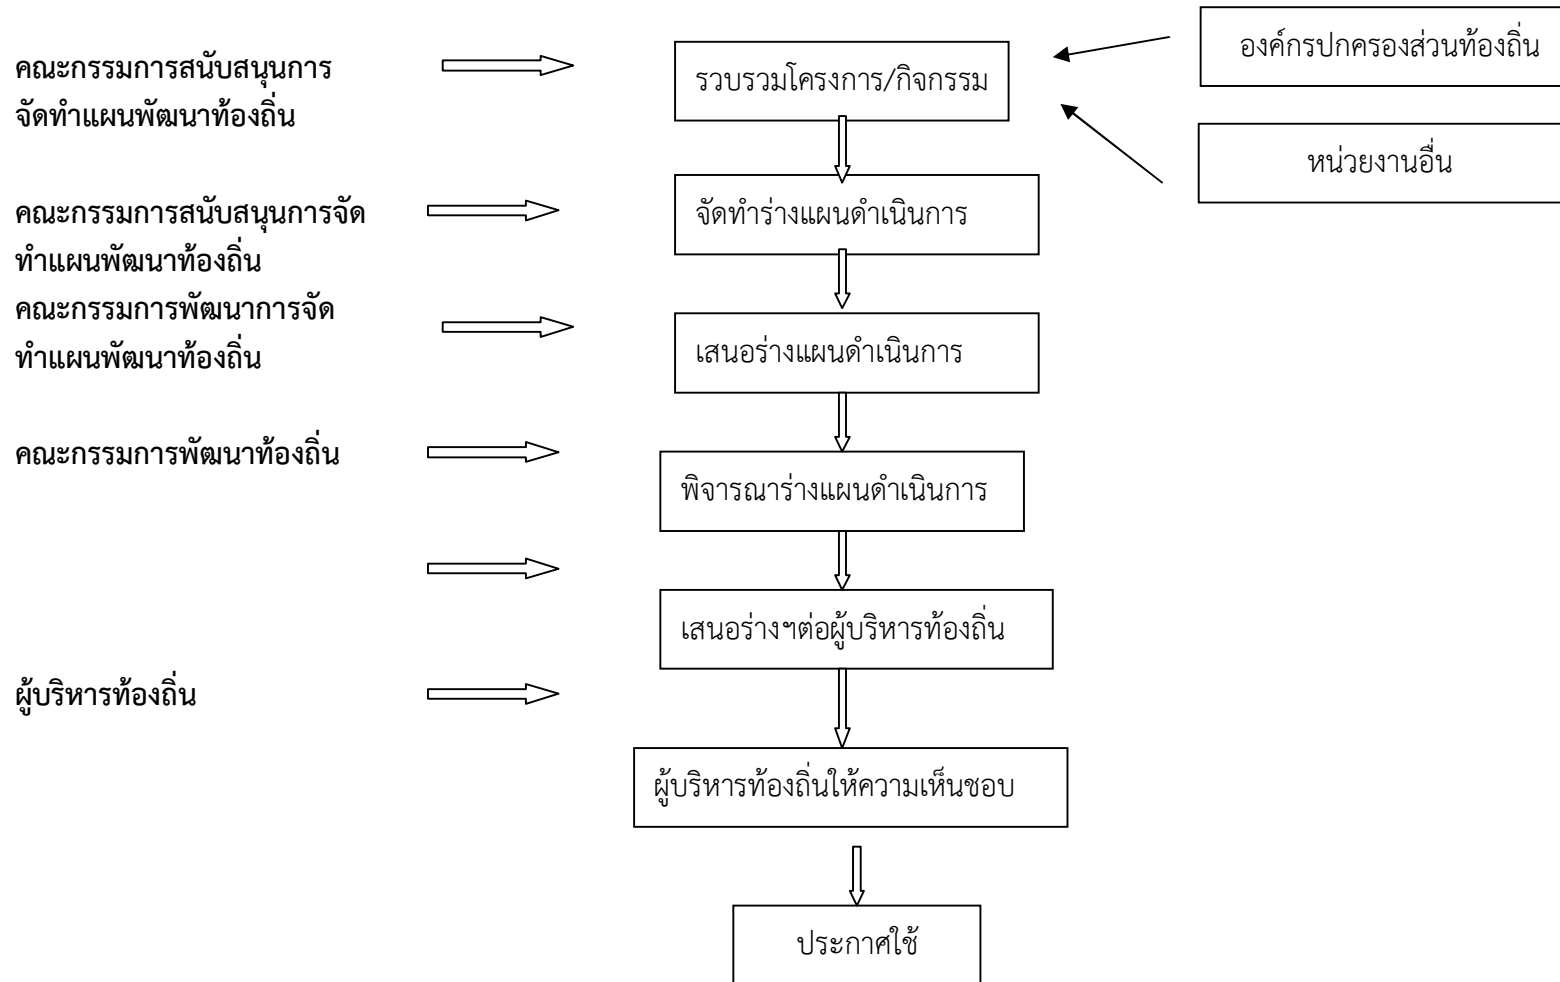 คณะกรรมการสนับสนุนการ
จัดทำแผนพัฒนาท้องถิ่น
รวบรวมโครงการ/กิจกรรม
องค์กรปกครองส่วนท้องถิ่น
หน่วยงานอื่น
คณะกรรมการสนับสนุนการจัด
ทำแผนพัฒนาท้องถิ่น
จัดทำร่างแผนดำเนินการ
คณะกรรมการพัฒนาการจัด
ทำแผนพัฒนาท้องถิ่น
เสนอร่างแผนดำเนินการ
คณะกรรมการพัฒนาท้องถิ่น
พิจารณาร่างแผนดำเนินการ
เสนอร่างฯต่อผู้บริหารท้องถิ่น
ผู้บริหารท้องถิ่น
ผู้บริหารท้องถิ่นให้ความเห็นชอบ
ประกาศใช้